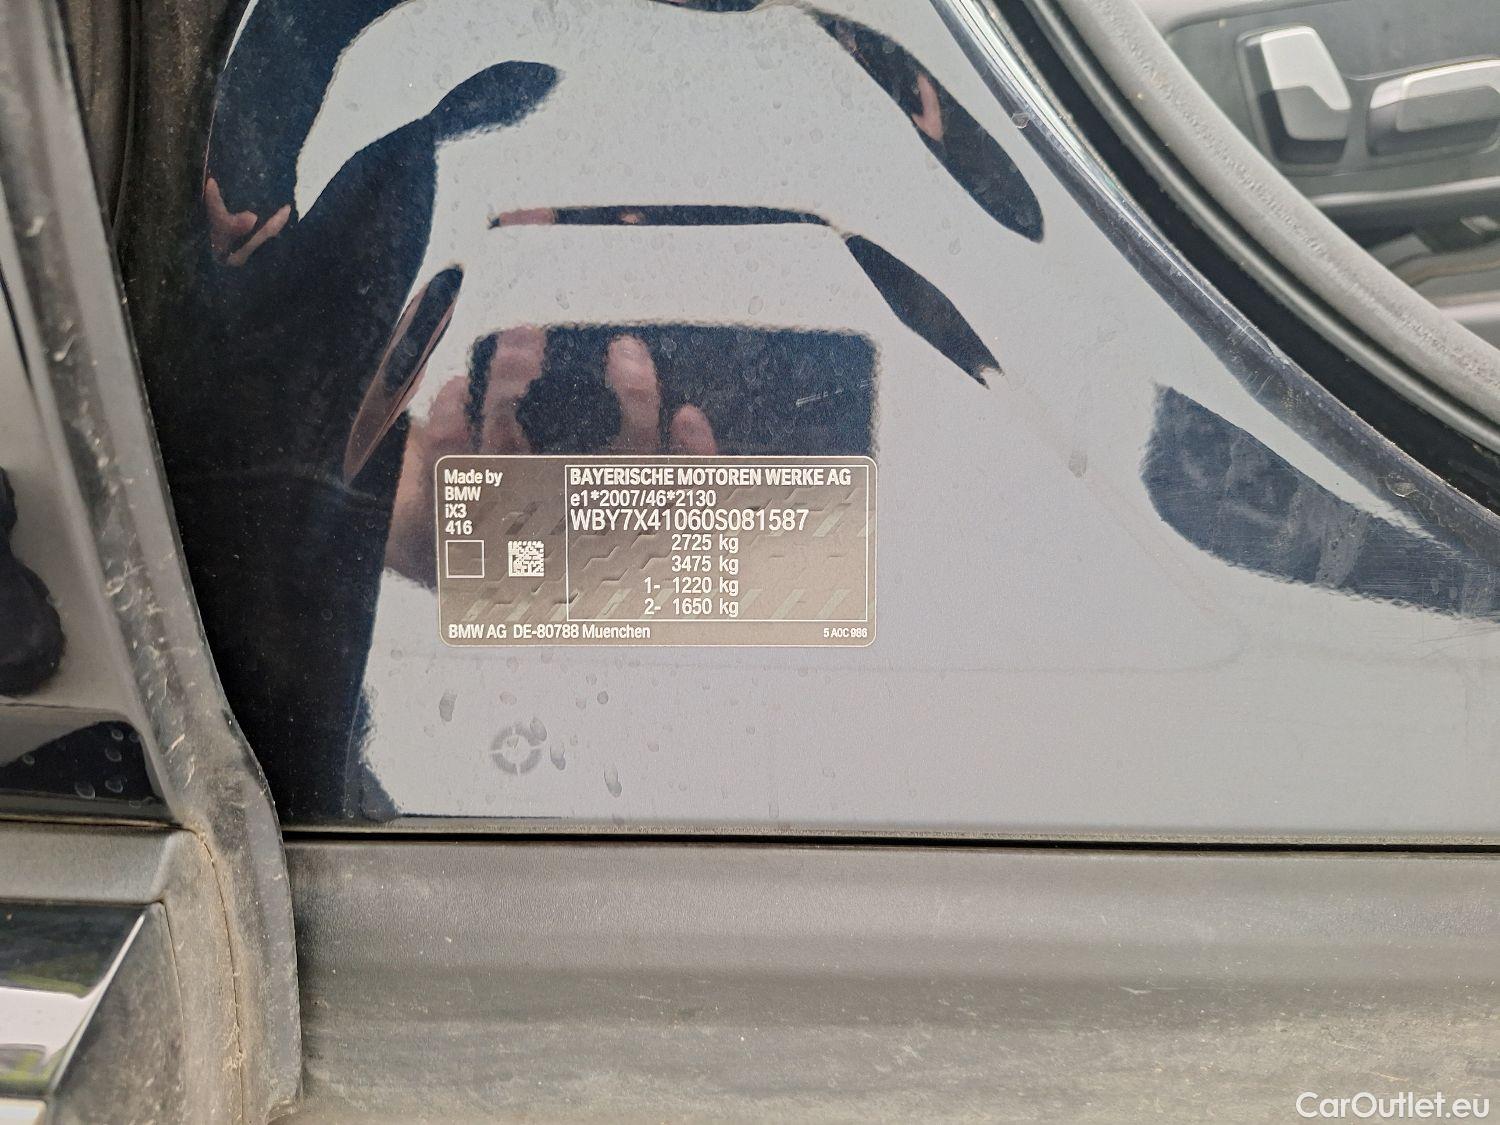 Made by
BMW
iX3
416
BAYERISCHE MOTOREN WERKE AG
e1*2007/46*2130
WBY7X41060S081587
2725 kg
3475 kg
1- 1220 kg
2- 1650 kg
BMW AG DE-80788 Muenchen
5 A0C 986
CarOutlet.eu